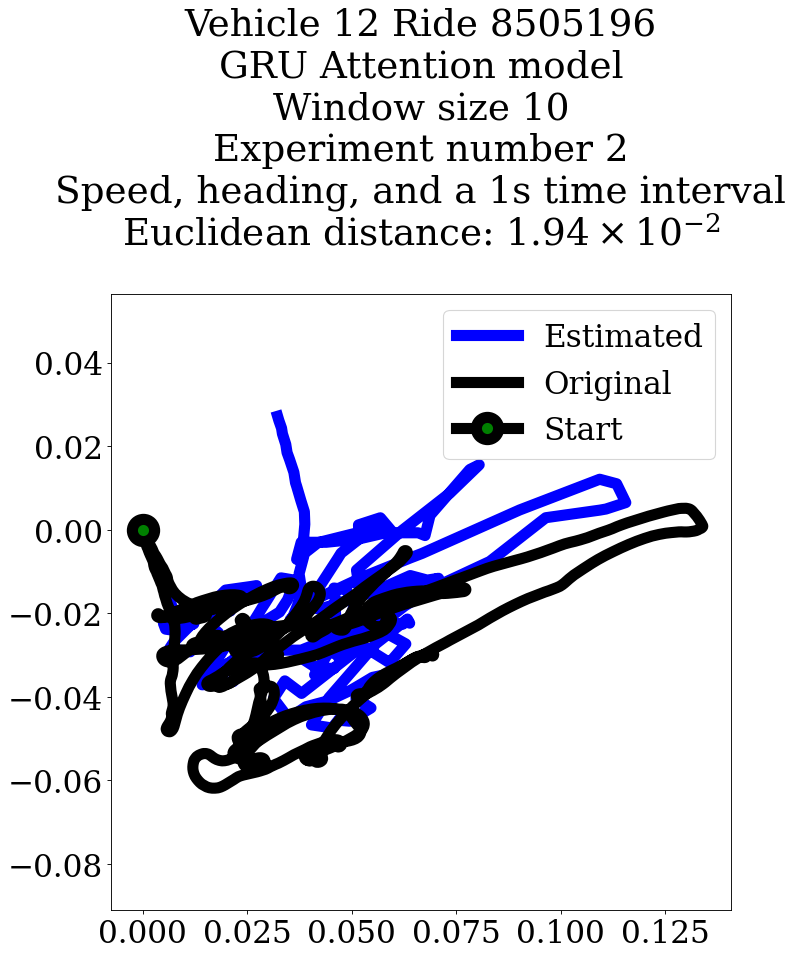 Vehicle 12 Ride 8505196
GRU Attention model
Window size 10
Experiment number 2
Speed, heading, and a 1s time interval
Euclidean distance: 1.94 × 10⁻²
Estimated
Original
Start
0.04
0.02
0.00
−0.02
−0.04
−0.06
−0.08
0.000 0.025 0.050 0.075 0.100 0.125